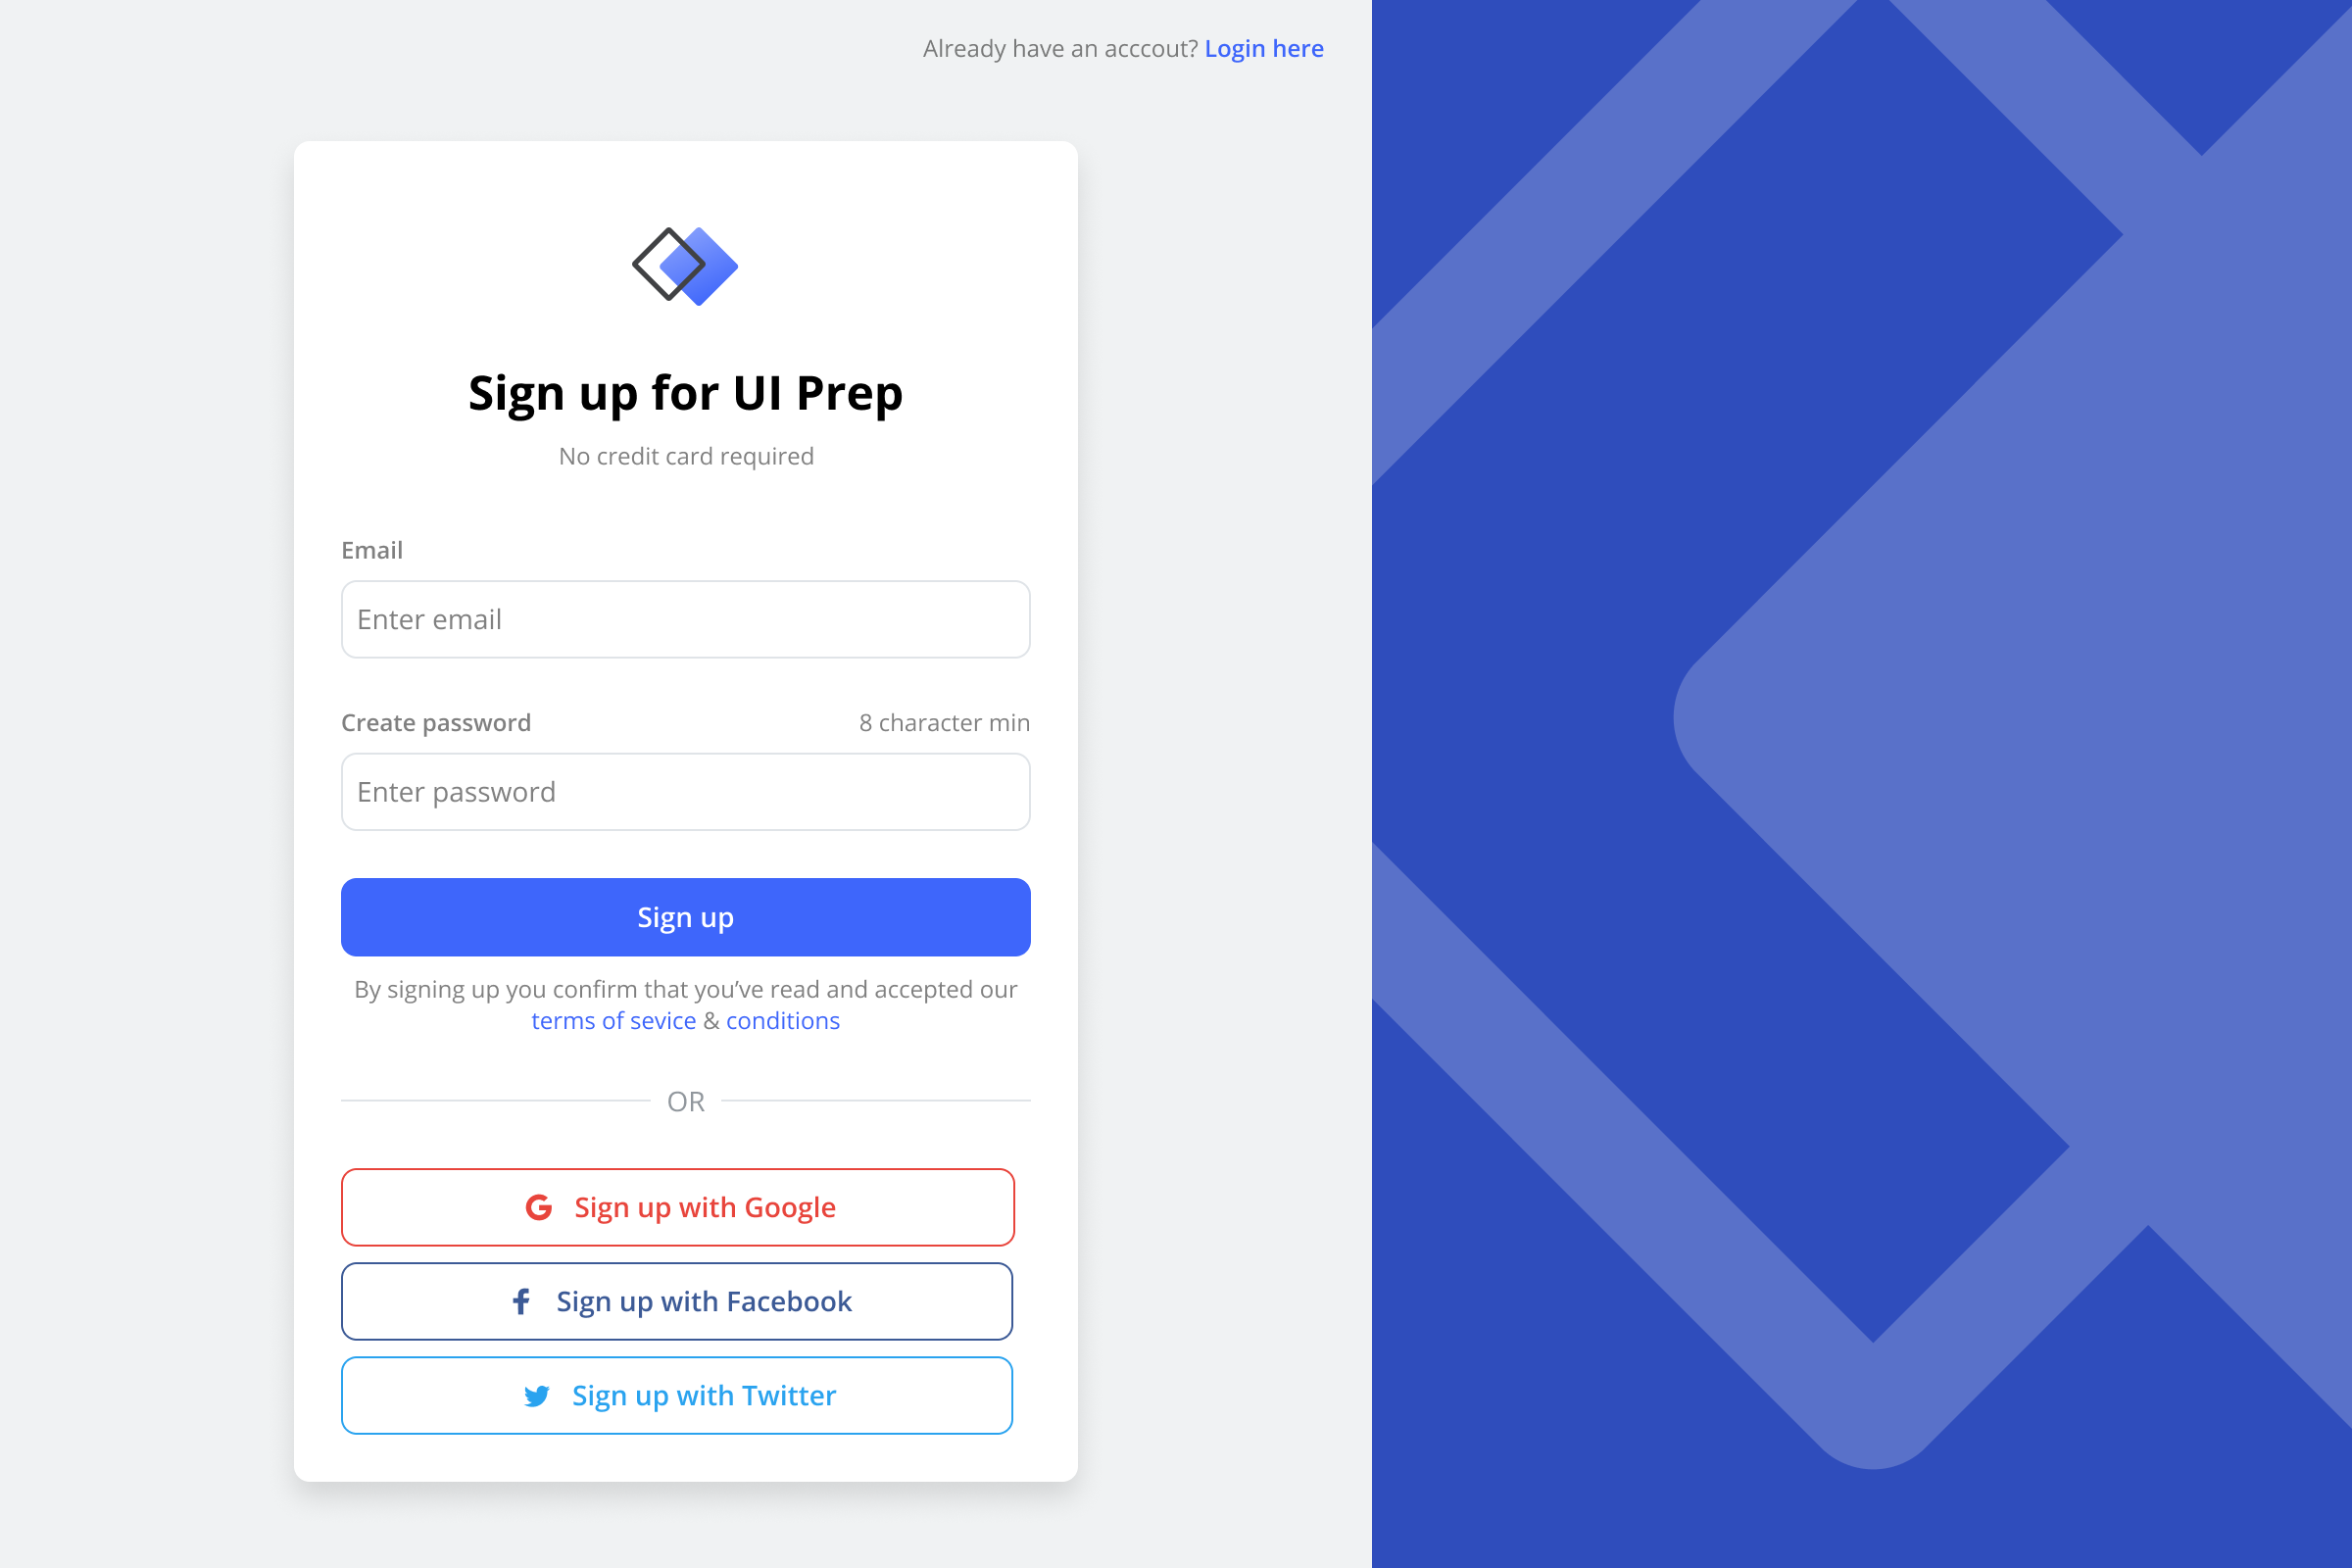 Already have an acccout? Login here
Sign up for UI Prep
No credit card required
Email
Enter email
Create password 8 character min
Enter password
Sign up
By signing up you confirm that you’ve read and accepted our
terms of sevice & conditions
OR
Sign up with Google
Sign up with Facebook
Sign up with Twitter